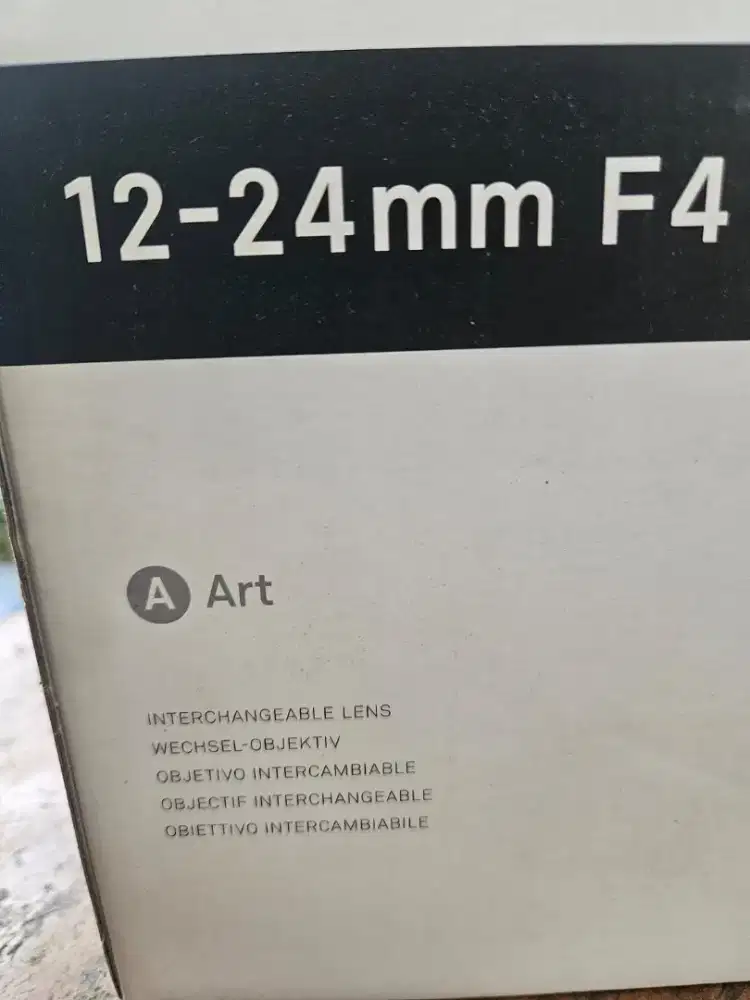 12-24mm F4
A Art
INTERCHANGEABLE LENS
WECHSEL-OBJEKTIV
OBJETIVO INTERCAMBIABLE
OBJECTIF INTERCHANGEABLE
OBIETTIVO INTERCAMBIABILE